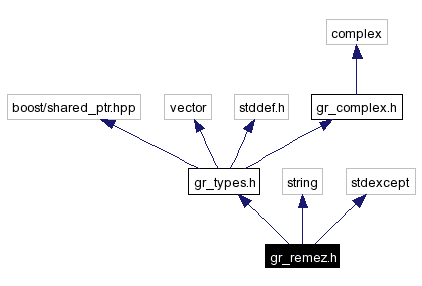 complex
boost/shared_ptr.hpp
vector
stddef.h
gr_complex.h
gr_types.h
string
stdexcept
gr_remez.h